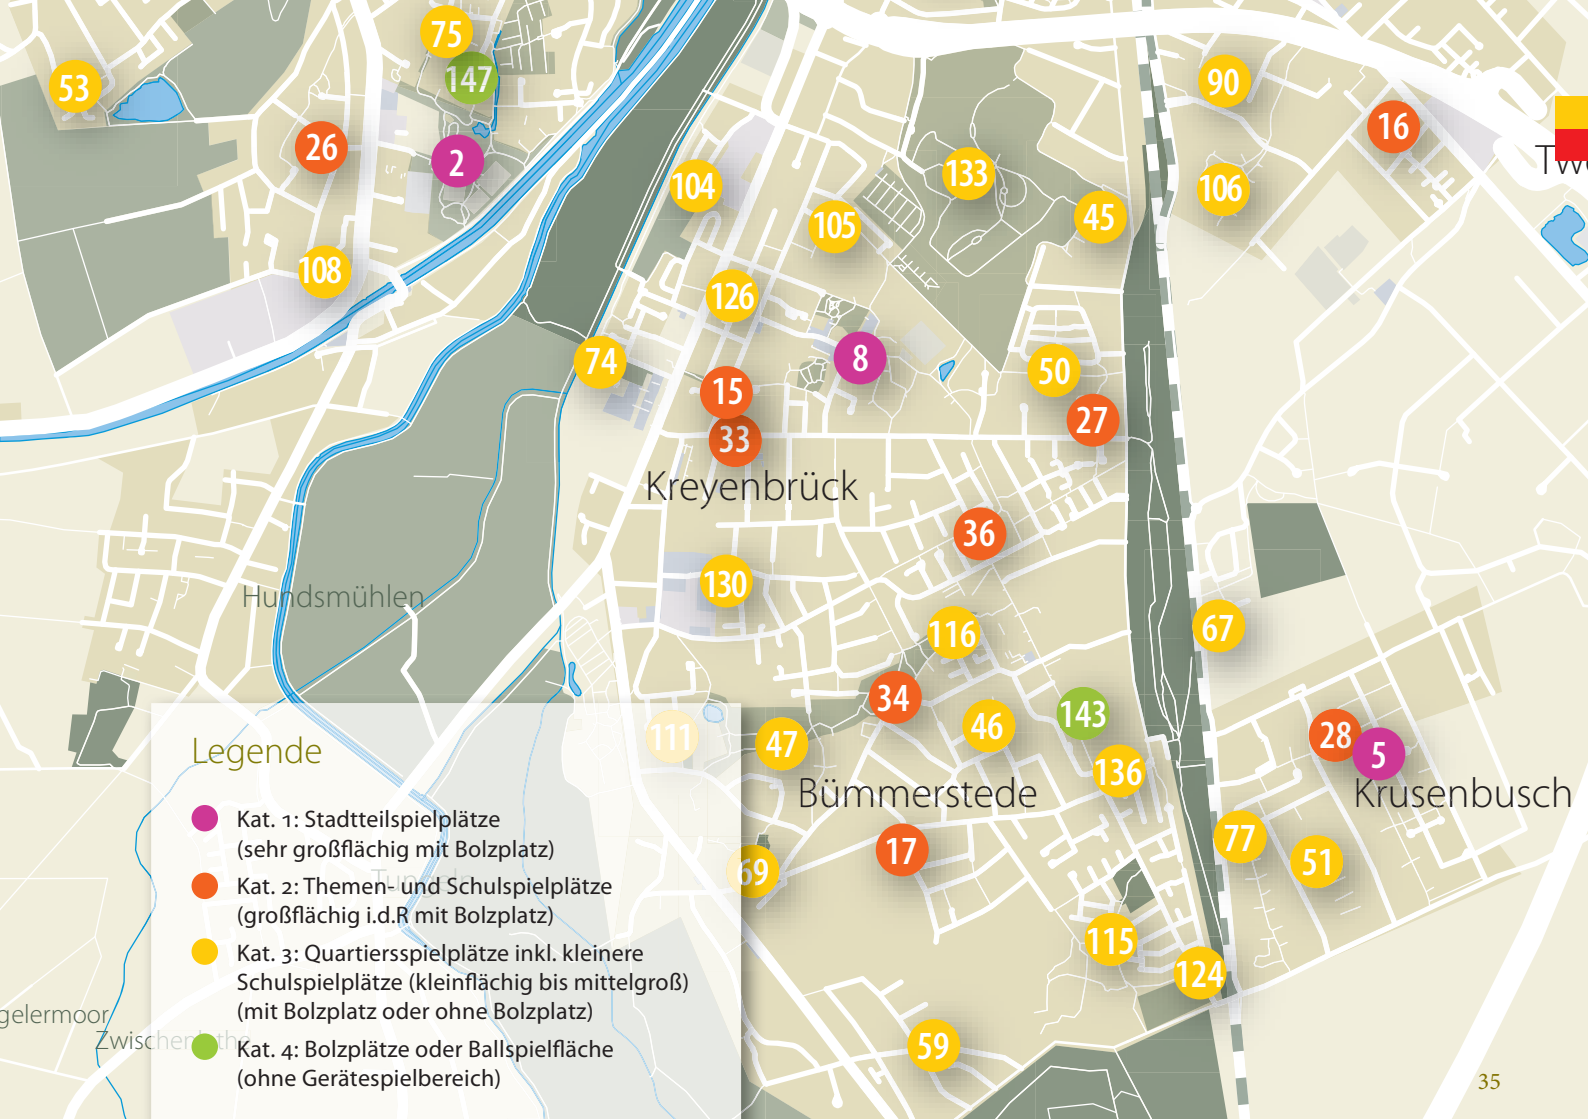 75
53
147
90
16
26
2
Tw
133
104
106
45
105
108
126
74
8
50
15
27
33
Kreyenbrück
36
130
Hundsmühlen
116
67
34
143
46
111
47
28
5
136
Bümmerstede
Krusenbusch
77
17
51
69
115
124
59
Legende
Kat. 1: Stadtteilspielplätze
(sehr großflächig mit Bolzplatz)
Tungeln
Kat. 2: Themen- und Schulspielplätze
(großflächig i.d.R mit Bolzplatz)
Kat. 3: Quartiersspielplätze inkl. kleinere
Schulspielplätze (kleinflächig bis mittelgroß)
(mit Bolzplatz oder ohne Bolzplatz)
gelermoor
Kat. 4: Bolzplätze oder Ballspielfläche
(ohne Gerätespielbereich)
35